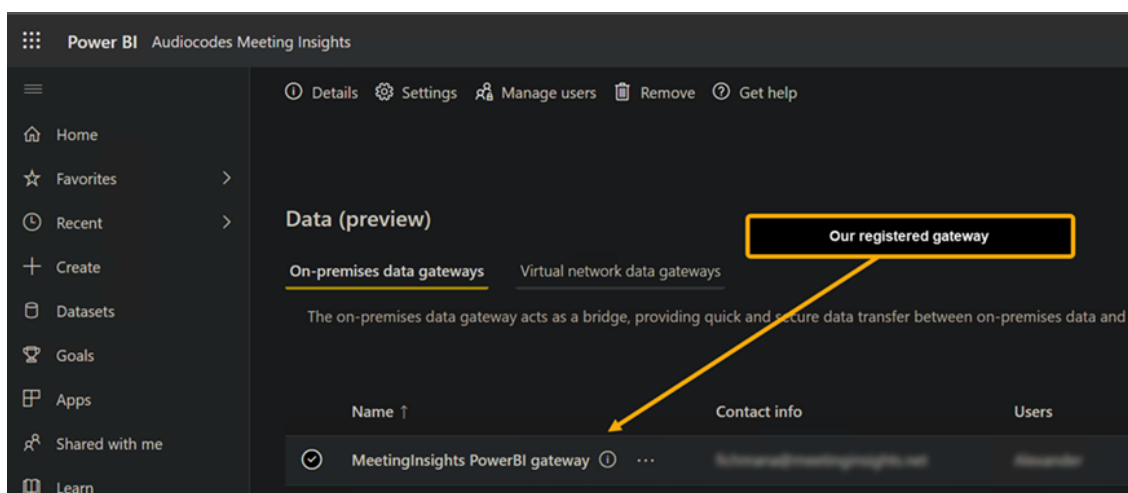 Power BI Audiocodes Meeting Insights
Details Settings Manage users Remove Get help
Home
Favorites
Recent
Create
Datasets
Goals
Apps
Shared with me
Learn
Data (preview)
Our registered gateway
On-premises data gateways Virtual network data gateways
The on-premises data gateway acts as a bridge, providing quick and secure data transfer between on-premises data and
Name ↑ Contact info Users
MeetingInsights PowerBI gateway